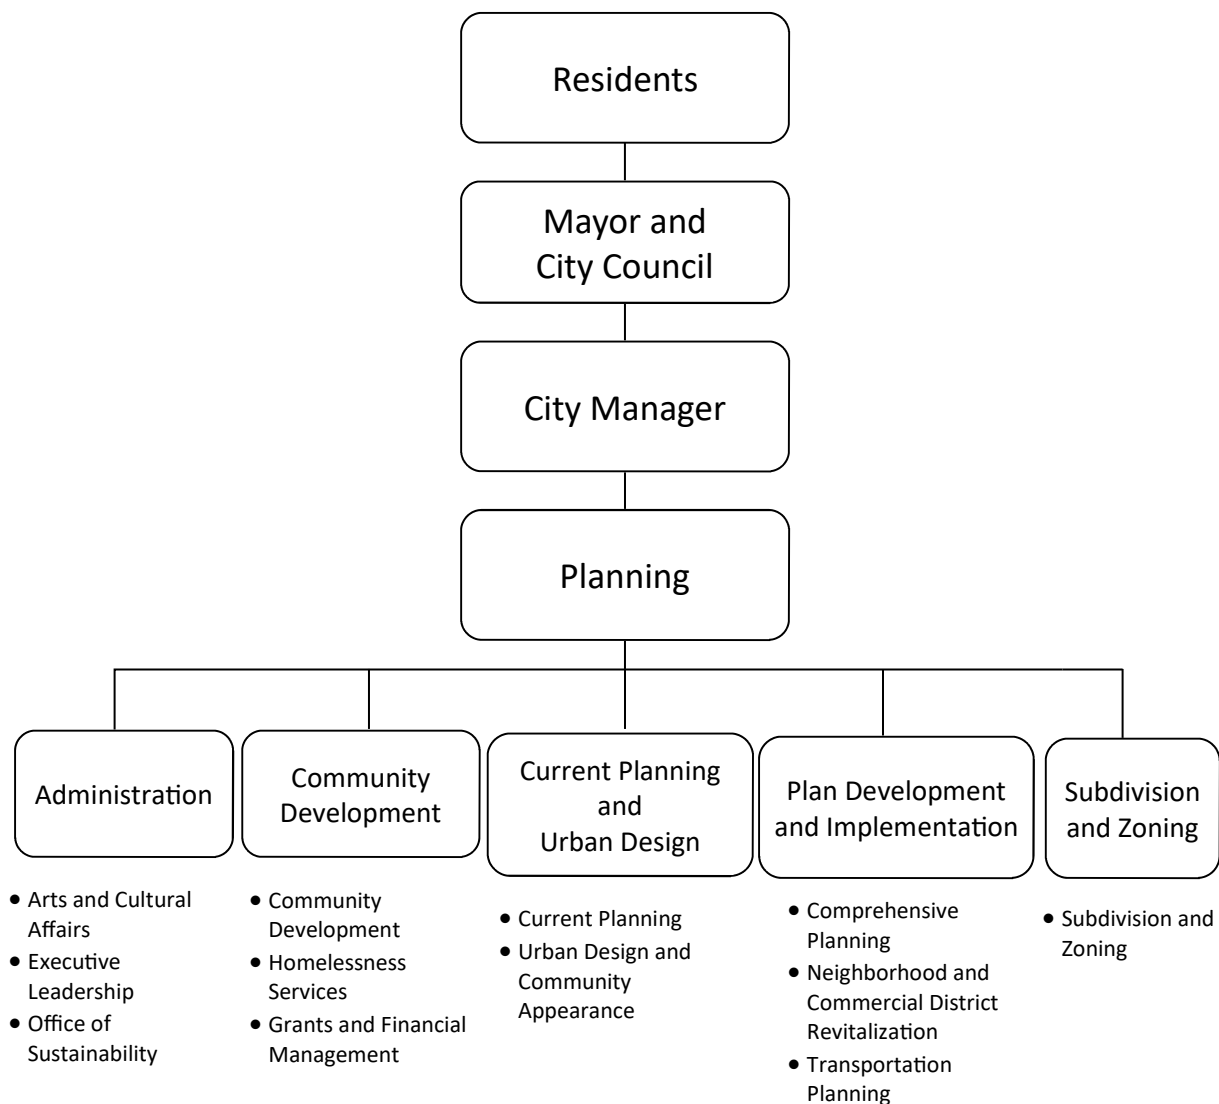 Residents
Mayor and
City Council
City Manager
Planning
Administration
Community
Development
Current Planning
and
Urban Design
Plan Development
and Implementation
Subdivision
and Zoning
• Arts and Cultural
Affairs
• Executive
Leadership
• Office of
Sustainability
• Community
Development
• Homelessness
Services
• Grants and Financial
Management
• Current Planning
• Urban Design and
Community
Appearance
• Comprehensive
Planning
• Neighborhood and
Commercial District
Revitalization
• Transportation
Planning
• Subdivision and
Zoning